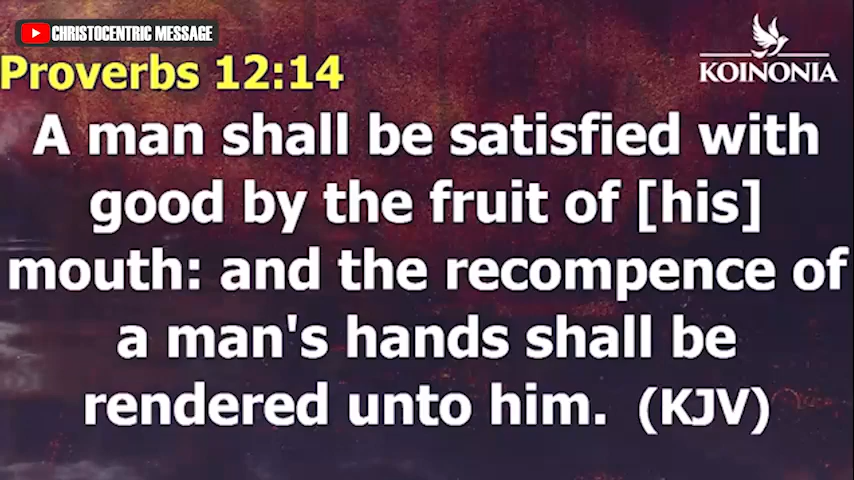 CHRISTOCENTRIC MESSAGE
KOINONIA
Proverbs 12:14
A man shall be satisfied with
good by the fruit of [his]
mouth: and the recompence of
a man's hands shall be
rendered unto him. (KJV)